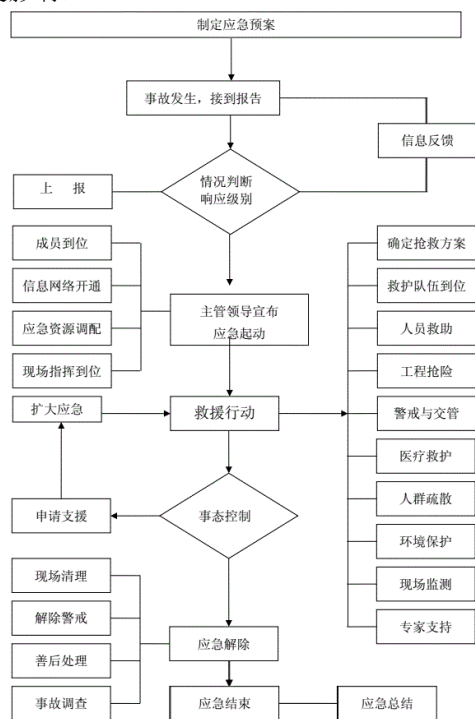 制定应急预案
事故发生，接到报告
信息反馈
情况判断
响应级别
上 报
成员到位
信息网络开通
应急资源调配
现场指挥到位
主管领导宣布
应急起动
确定抢救方案
救护队伍到位
人员救助
工程抢险
警戒与交管
医疗救护
人群疏散
环境保护
现场监测
专家支持
扩大应急
救援行动
申请支援
事态控制
现场清理
解除警戒
善后处理
事故调查
应急解除
应急结束
应急总结